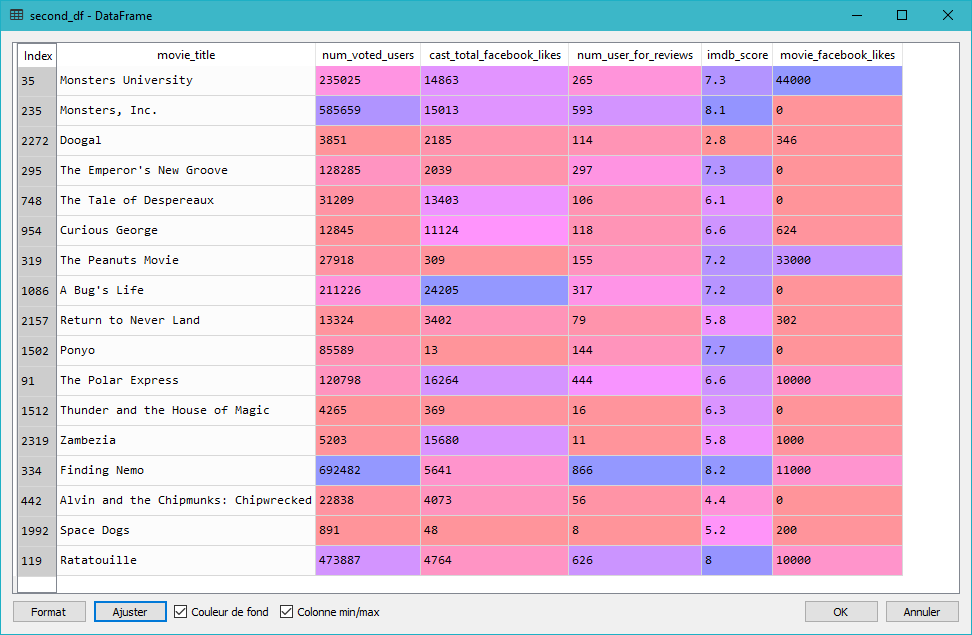 second_df - DataFrame
Index movie_title num_voted_users cast_total_facebook_likes num_user_for_reviews imdb_score movie_facebook_likes
35 Monsters University 235025 14863 265 7.3 44000
235 Monsters, Inc. 585659 15013 593 8.1 0
2272 Doogal 3851 2185 114 2.8 346
295 The Emperor's New Groove 128285 2039 297 7.3 0
748 The Tale of Despereaux 31209 13403 106 6.1 0
954 Curious George 12845 11124 118 6.6 624
319 The Peanuts Movie 27918 309 155 7.2 33000
1086 A Bug's Life 211226 24205 317 7.2 0
2157 Return to Never Land 13324 3402 79 5.8 302
1502 Ponyo 85589 13 144 7.7 0
91 The Polar Express 120798 16264 444 6.6 10000
1512 Thunder and the House of Magic 4265 369 16 6.3 0
2319 Zambezia 5203 15680 11 5.8 1000
334 Finding Nemo 692482 5641 866 8.2 11000
442 Alvin and the Chipmunks: Chipwrecked 22838 4073 56 4.4 0
1992 Space Dogs 891 48 8 5.2 200
119 Ratatouille 473887 4764 626 8 10000
Format Ajuster Couleur de fond Colonne min/max OK Annuler